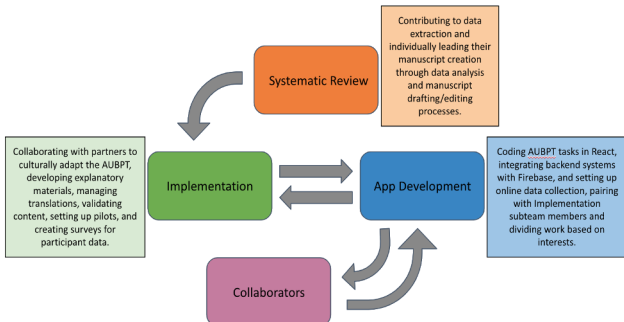 Contributing to data
extraction and
individually leading their
manuscript creation
through data analysis
and manuscript
drafting/editing
processes.
Systematic Review
Collaborating with partners to
culturally adapt the AUBPT,
developing explanatory
materials, managing
translations, validating
content, setting up pilots, and
creating surveys for
participant data.
Implementation
App Development
Coding AUBPT tasks in React,
integrating backend systems
with Firebase, and setting up
online data collection, pairing
with Implementation
subteam members and
dividing work based on
interests.
Collaborators